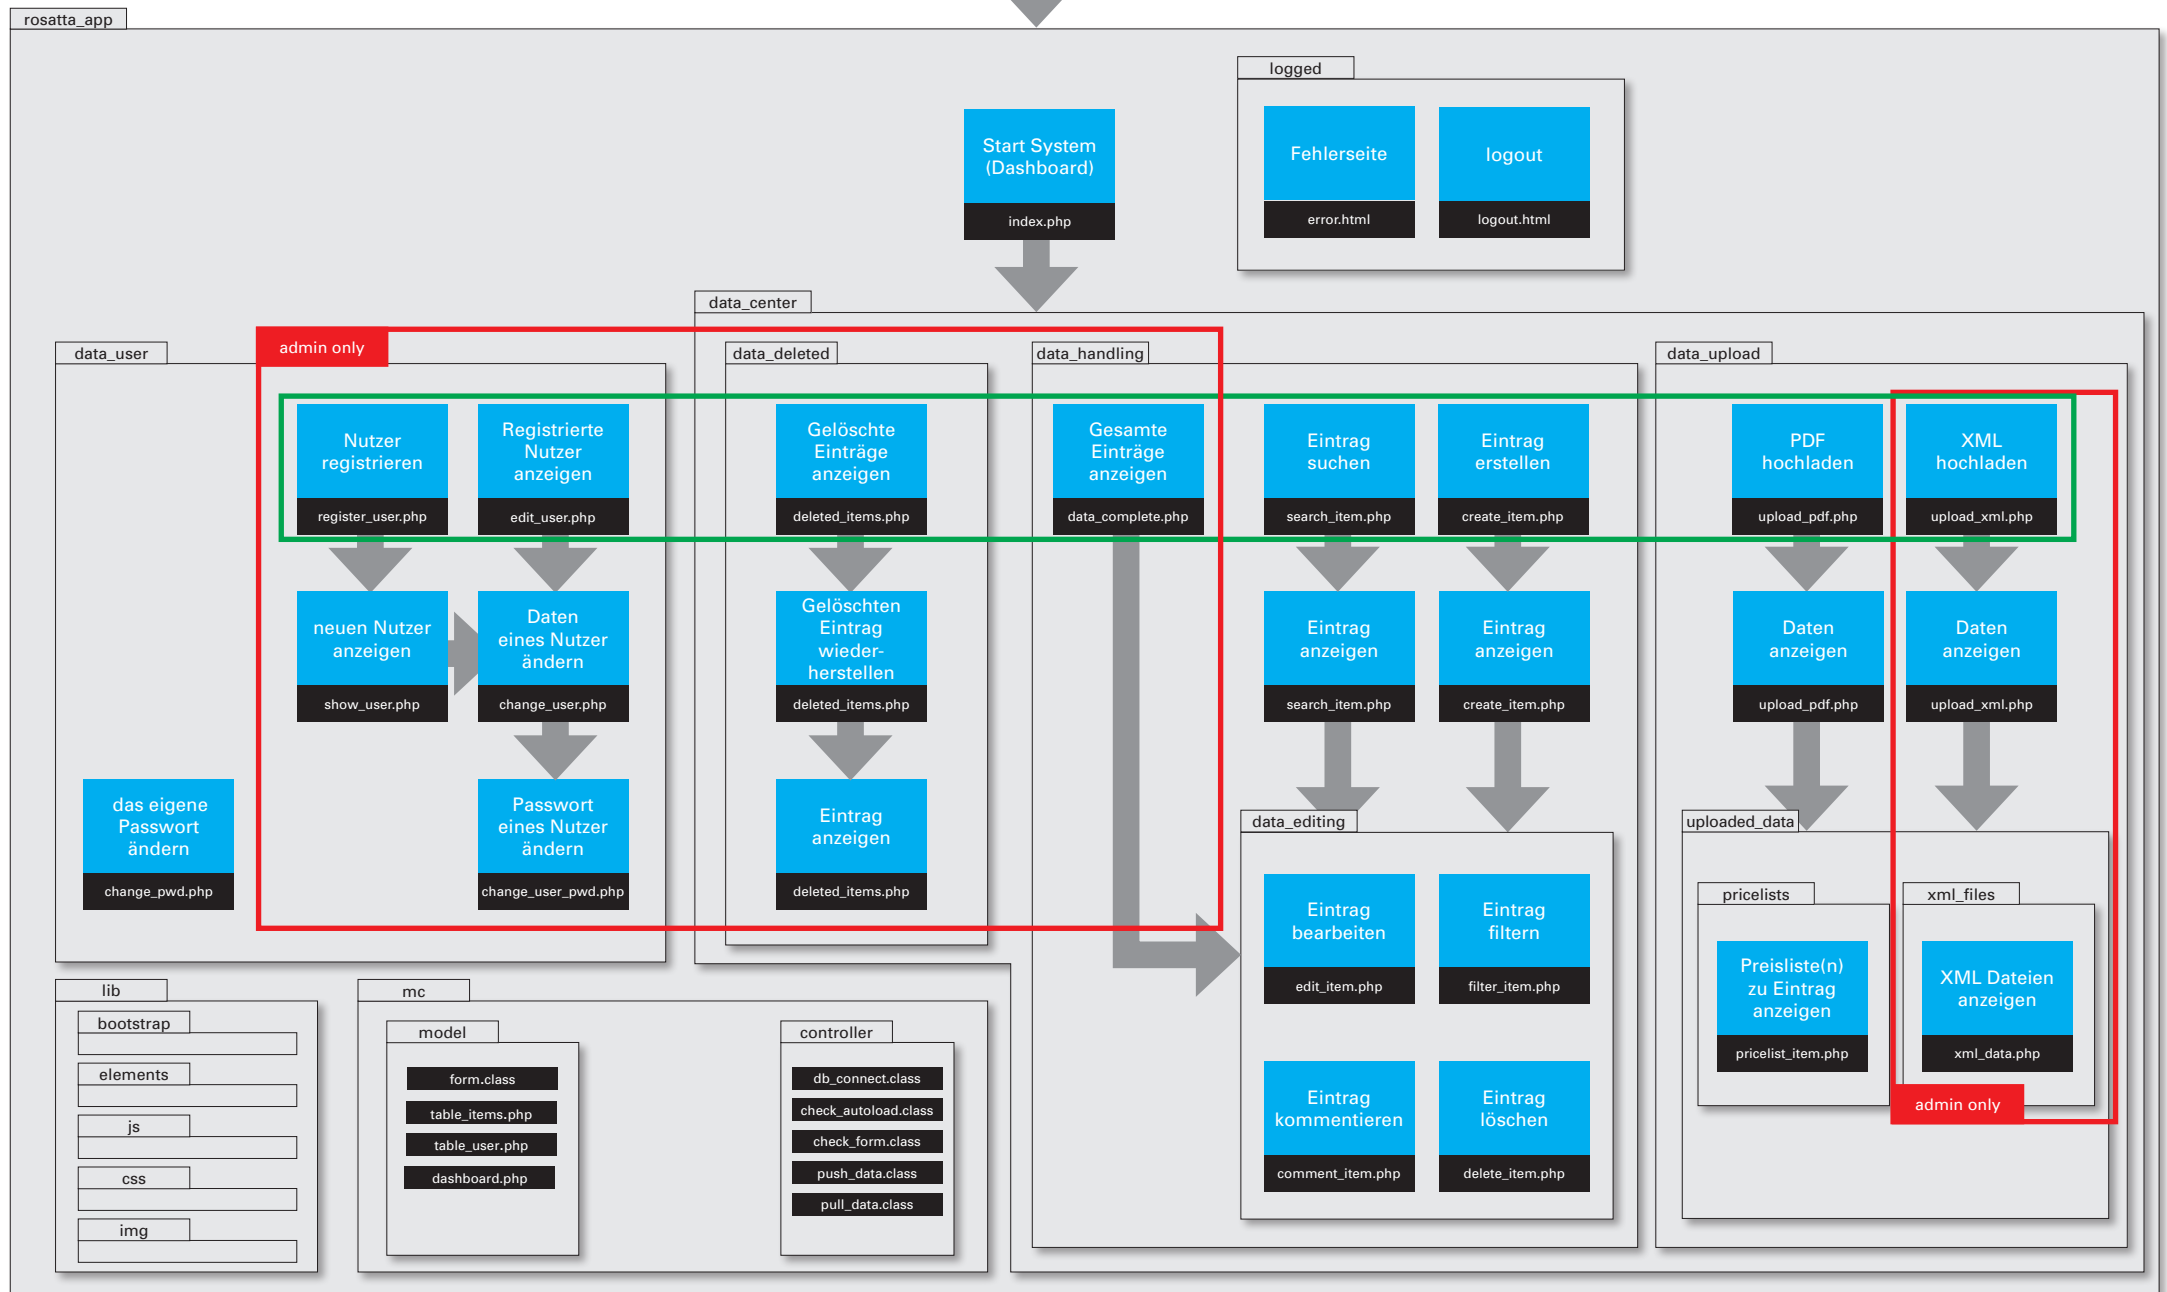 rosatta_app
logged
Start System
(Dashboard)
index.php
Fehlerseite
error.html
logout
logout.html
data_center
data_user
admin only
data_deleted
data_handling
data_upload
Nutzer
registrieren
register_user.php
Registrierte
Nutzer
anzeigen
edit_user.php
Gelöschte
Einträge
anzeigen
deleted_items.php
Gesamte
Einträge
anzeigen
data_complete.php
Eintrag
suchen
search_item.php
Eintrag
erstellen
create_item.php
PDF
hochladen
upload_pdf.php
XML
hochladen
upload_xml.php
neuen Nutzer
anzeigen
show_user.php
Daten
eines Nutzer
ändern
change_user.php
Gelöschten
Eintrag
wieder-
herstellen
deleted_items.php
Eintrag
anzeigen
search_item.php
Eintrag
anzeigen
create_item.php
Daten
anzeigen
upload_pdf.php
Daten
anzeigen
upload_xml.php
das eigene
Passwort
ändern
change_pwd.php
Passwort
eines Nutzer
ändern
change_user_pwd.php
Eintrag
anzeigen
deleted_items.php
data_editing
uploaded_data
Eintrag
bearbeiten
edit_item.php
Eintrag
filtern
filter_item.php
pricelists
xml_files
Preisliste(n)
zu Eintrag
anzeigen
pricelist_item.php
XML Dateien
anzeigen
xml_data.php
Eintrag
kommentieren
comment_item.php
Eintrag
löschen
delete_item.php
admin only
lib
bootstrap
elements
js
css
img
mc
model
form.class
table_items.php
table_user.php
dashboard.php
controller
db_connect.class
check_autoload.class
check_form.class
push_data.class
pull_data.class